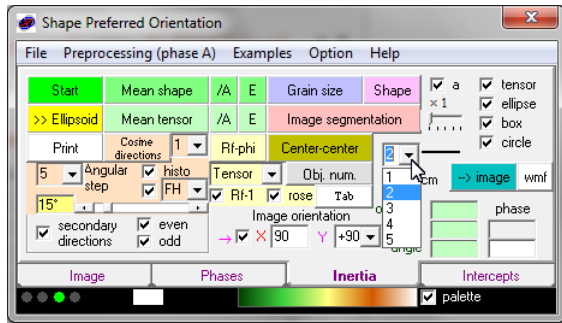 Shape Preferred Orientation
File Preprocessing (phase A) Examples Option Help
Start Mean shape /A E Grain size Shape a tensor
× 1 ellipse
>> Ellipsoid Mean tensor /A E Image segmentation box
Print Cosine directions 1 Rf-phi Center-center 2 circle
5 Angular step histo Tensor Obj. num. 1 cm --> image wmf
FH Rf-1 rose Tab 2
15° Image orientation 3 phase
secondary directions even odd → X 90 Y +90 4
5 angle
Image Phases Inertia Intercepts
palette